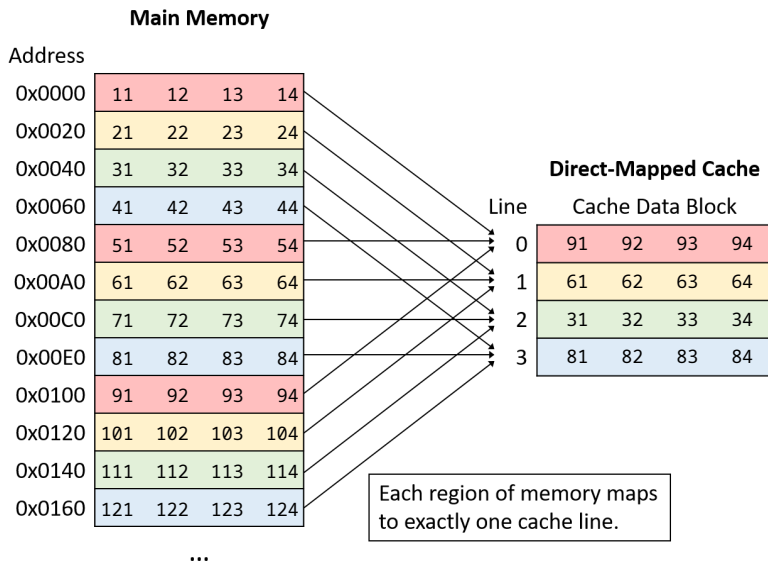 Main Memory
Address
0x0000 11 12 13 14
0x0020 21 22 23 24
0x0040 31 32 33 34
0x0060 41 42 43 44
0x0080 51 52 53 54
0x00A0 61 62 63 64
0x00C0 71 72 73 74
0x00E0 81 82 83 84
0x0100 91 92 93 94
0x0120 101 102 103 104
0x0140 111 112 113 114
0x0160 121 122 123 124
...
Direct-Mapped Cache
Line Cache Data Block
0 91 92 93 94
1 61 62 63 64
2 31 32 33 34
3 81 82 83 84
Each region of memory maps
to exactly one cache line.